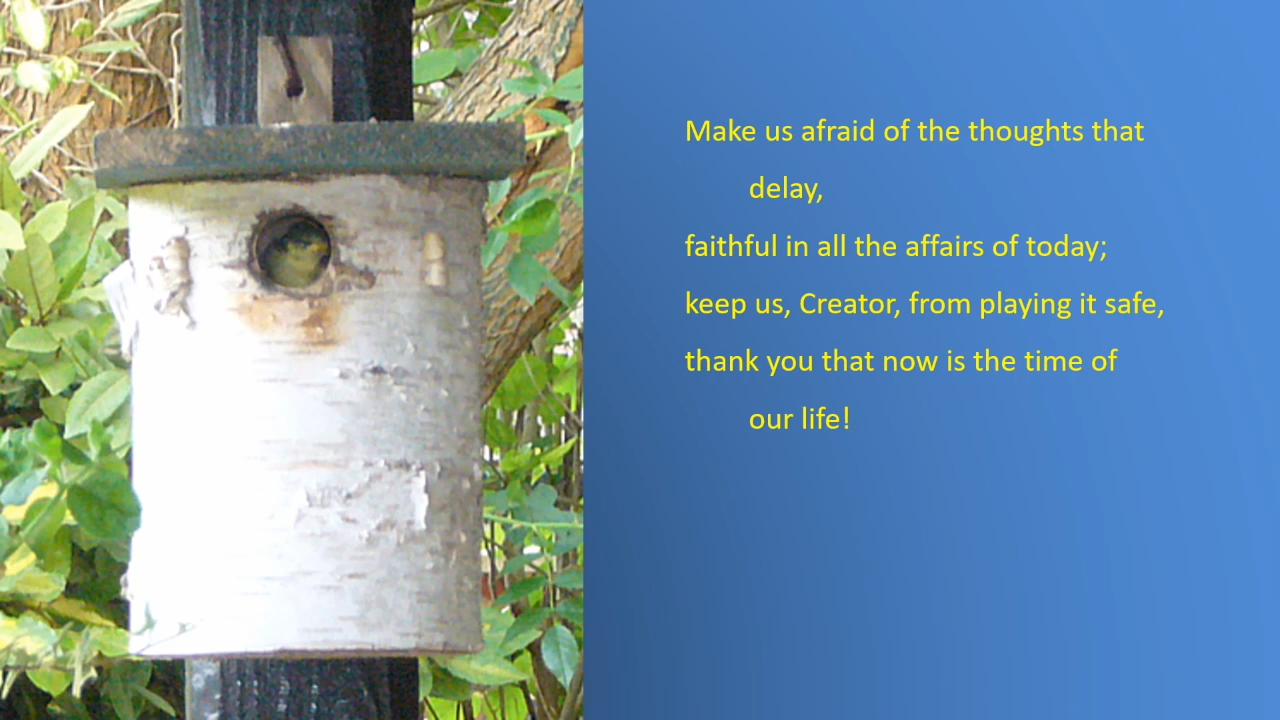 Make us afraid of the thoughts that
delay,
faithful in all the affairs of today;
keep us, Creator, from playing it safe,
thank you that now is the time of
our life!